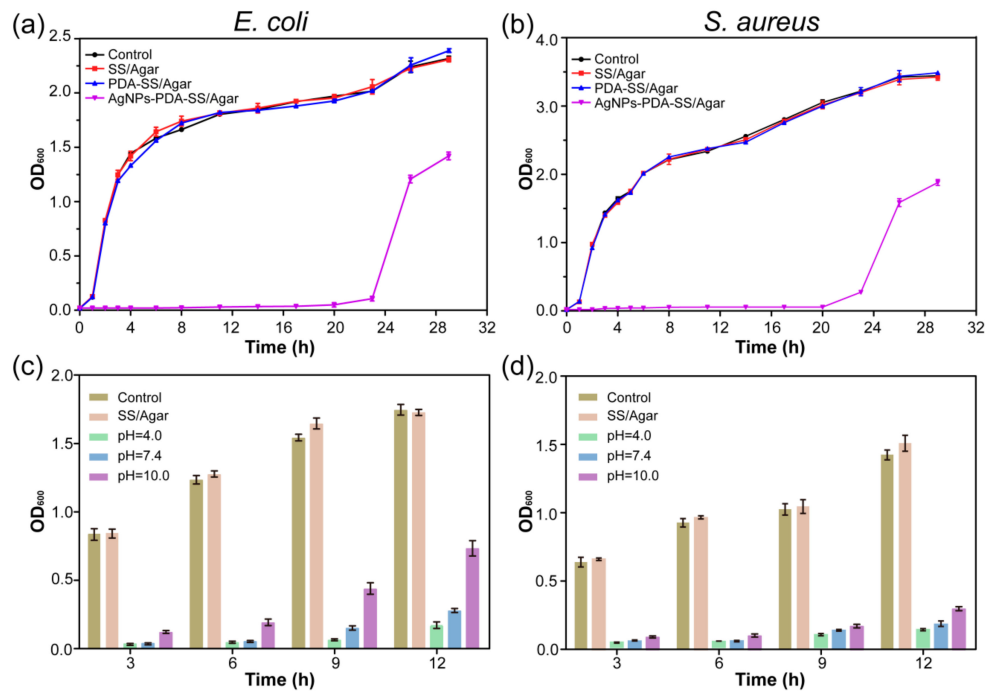 (a)
E. coli
2.5
2.0
1.5
1.0
0.5
0.0
OD600
Control
SS/Agar
PDA-SS/Agar
AgNPs-PDA-SS/Agar
0 4 8 12 16 20 24 28 32
Time (h)
(b)
S. aureus
4.0
3.0
2.0
1.0
0.0
OD600
Control
SS/Agar
PDA-SS/Agar
AgNPs-PDA-SS/Agar
0 4 8 12 16 20 24 28 32
Time (h)
(c)
2.0
1.5
1.0
0.5
0.0
OD600
Control
SS/Agar
pH=4.0
pH=7.4
pH=10.0
3 6 9 12
Time (h)
(d)
2.0
1.5
1.0
0.5
0.0
OD600
Control
SS/Agar
pH=4.0
pH=7.4
pH=10.0
3 6 9 12
Time (h)